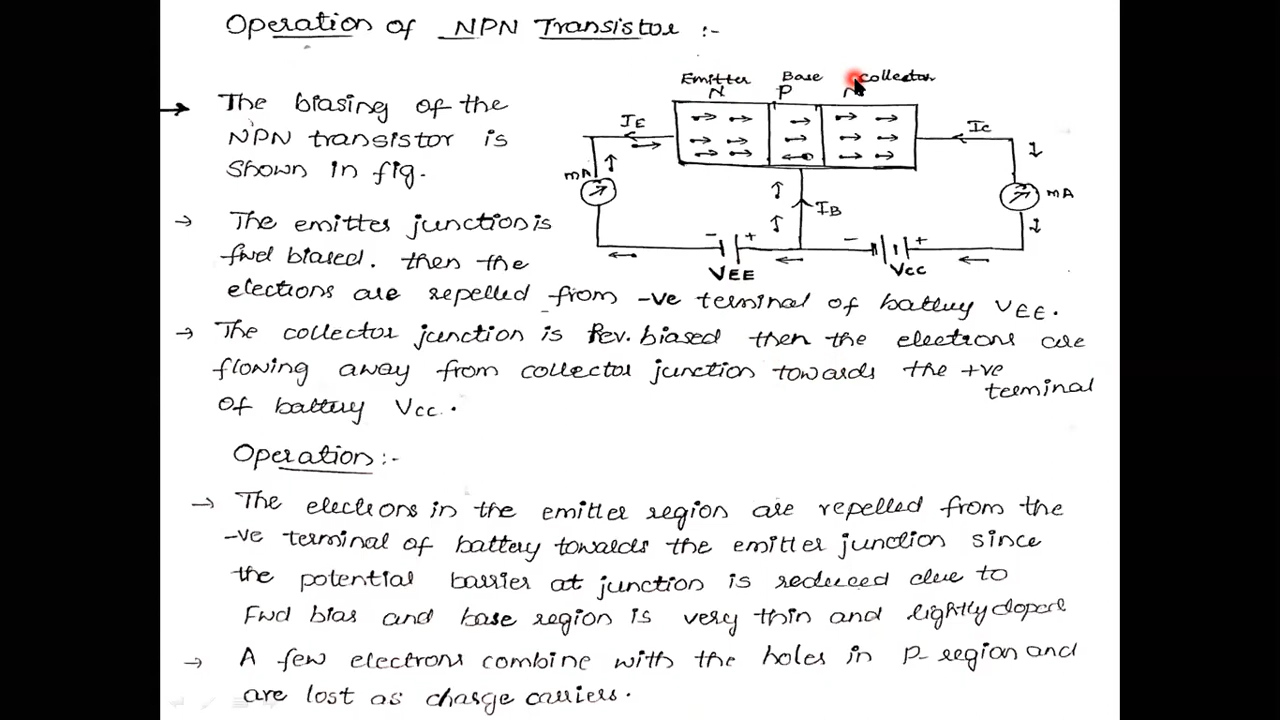 Operation of NPN Transistor :-
Emitter Base collector
N P N
→ The biasing of the
NPN transistor is
shown in fig.
IE IC
mA mA
IB
- + - +
VEE Vcc
→ The emitter junction is
fwd biased. then the
electrons are repelled from -ve terminal of battery VEE.
→ The collector junction is Rev. biased then the electrons are
flowing away from collector junction towards the +ve
terminal
of battery Vcc.
Operation:-
→ The electrons in the emitter region are repelled from the
-ve terminal of battery towards the emitter junction since
the potential barrier at junction is reduced due to
Fwd bias and base region is very thin and lightly doped
→ A few electrons combine with the holes in P-region and
are lost as charge carriers.